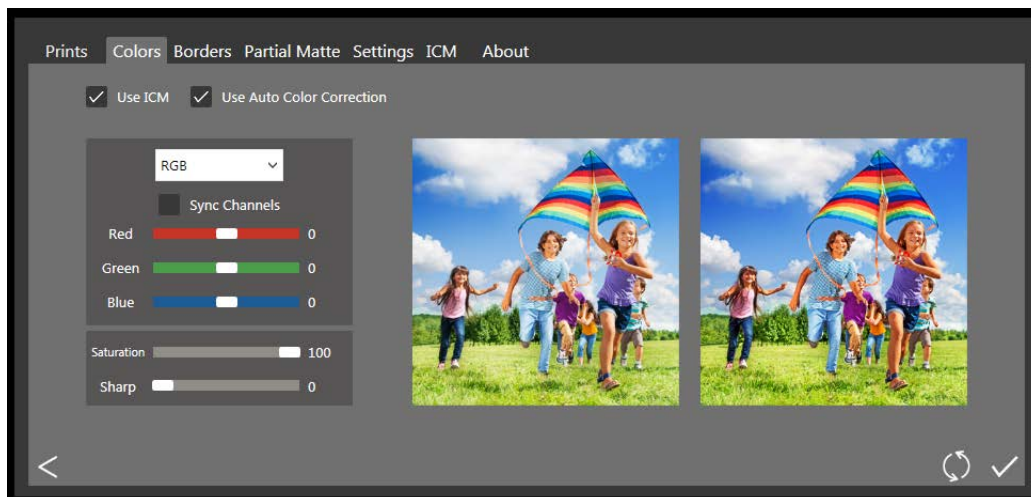 Prints Colors Borders Partial Matte Settings ICM About
Use ICM Use Auto Color Correction
RGB
Sync Channels
Red 0
Green 0
Blue 0
Saturation 100
Sharp 0